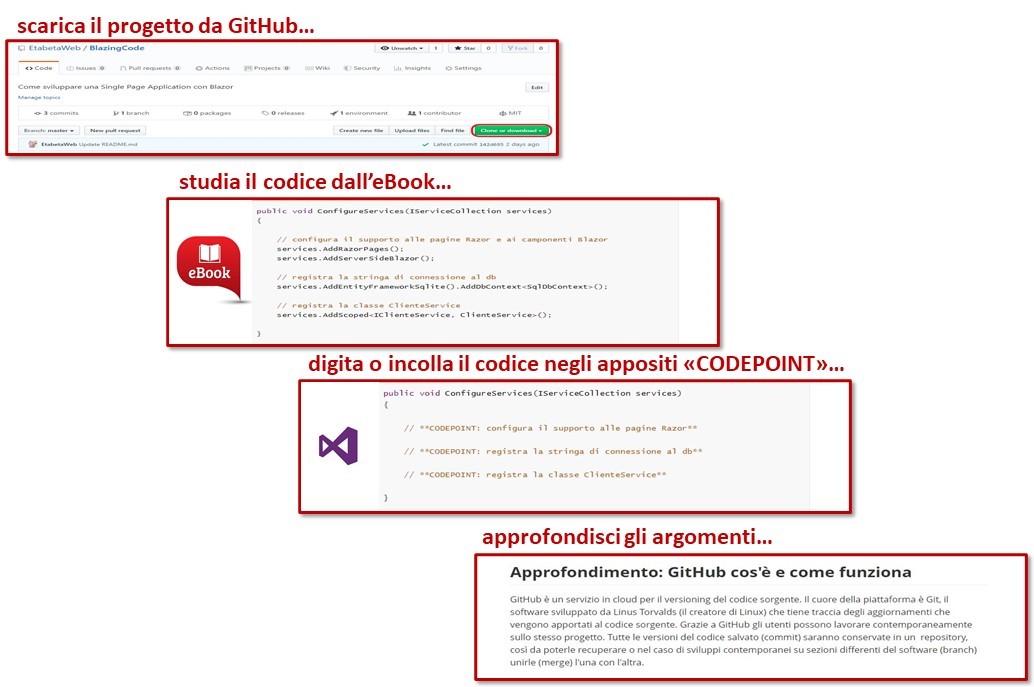 scarica il progetto da GitHub...
EtabetaWeb / BlazingCode
Unwatch 1 Star 0 Fork 0
Code Issues 0 Pull requests 0 Actions Projects 0 Wiki Security Insights Settings
Come sviluppare una Single Page Application con Blazor Edit
Manage topics
3 commits 1 branch 0 packages 0 releases 1 environment 1 contributor MIT
Branch: master New pull request Create new file Upload files Find file Clone or download
EtabetaWeb Update README.md Latest commit 142d695 2 days ago
studia il codice dall’eBook...
eBook
public void ConfigureServices(IServiceCollection services)
{
// configura il supporto alle pagine Razor e ai camponenti Blazor
services.AddRazorPages();
services.AddServerSideBlazor();
// registra la stringa di connessione al db
services.AddEntityFrameworkSqlite().AddDbContext<SqlDbContext>();
// registra la classe ClienteService
services.AddScoped<IClienteService, ClienteService>();
}
digita o incolla il codice negli appositi «CODEPOINT»...
public void ConfigureServices(IServiceCollection services)
{
// **CODEPOINT: configura il supporto alle pagine Razor**
// **CODEPOINT: registra la stringa di connessione al db**
// **CODEPOINT: registra la classe ClienteService**
}
approfondisci gli argomenti...
Approfondimento: GitHub cos'è e come funziona
GitHub è un servizio in cloud per il versioning del codice sorgente. Il cuore della piattaforma è Git, il
software sviluppato da Linus Torvalds (il creatore di Linux) che tiene traccia degli aggiornamenti che
vengono apportati al codice sorgente. Grazie a GitHub gli utenti possono lavorare contemporaneamente
sullo stesso progetto. Tutte le versioni del codice salvato (commit) saranno conservate in un repository,
così da poterle recuperare o nel caso di sviluppi contemporanei su sezioni differenti del software (branch)
unirle (merge) l'una con l'altra.